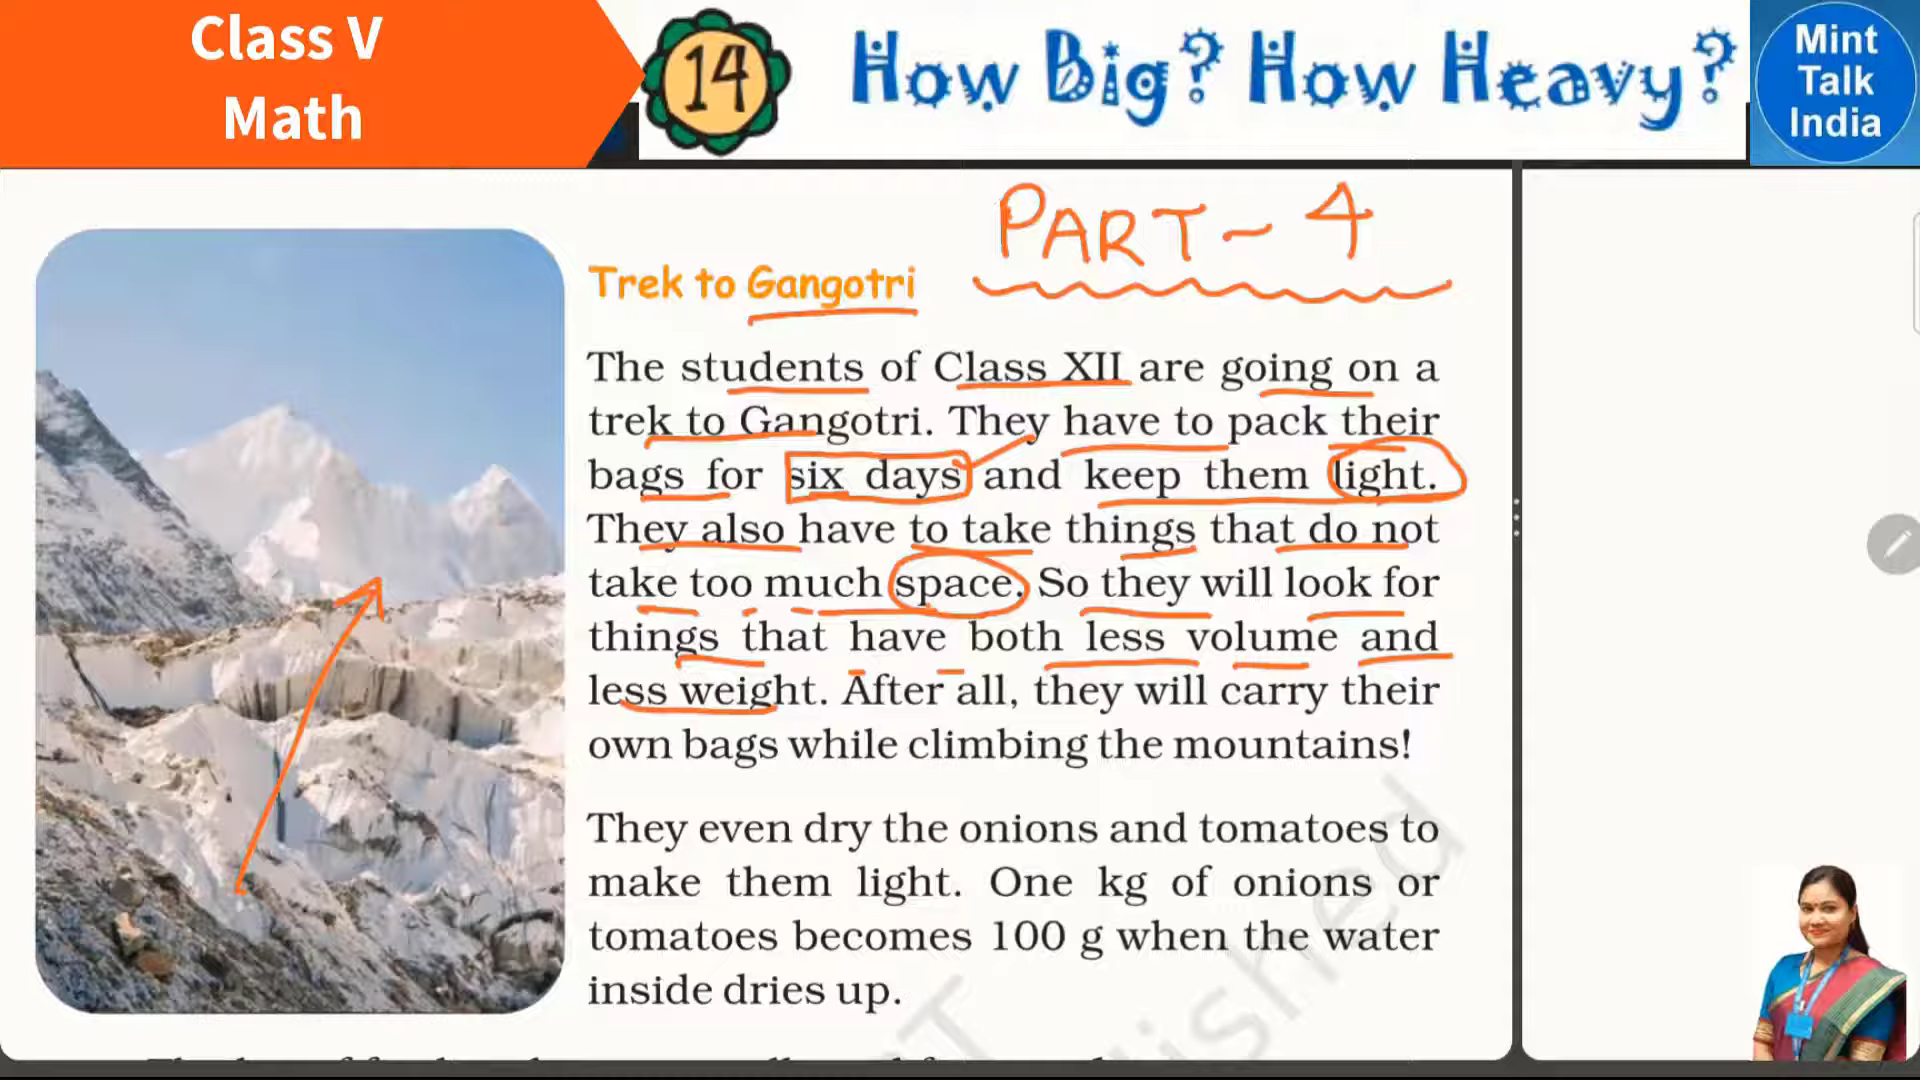 Class V
Math
14
How Big? How Heavy?
Mint
Talk
India
PART - 4
Trek to Gangotri
The students of Class XII are going on a
trek to Gangotri. They have to pack their
bags for six days and keep them light.
They also have to take things that do not
take too much space. So they will look for
things that have both less volume and
less weight. After all, they will carry their
own bags while climbing the mountains!
They even dry the onions and tomatoes to
make them light. One kg of onions or
tomatoes becomes 100 g when the water
inside dries up.